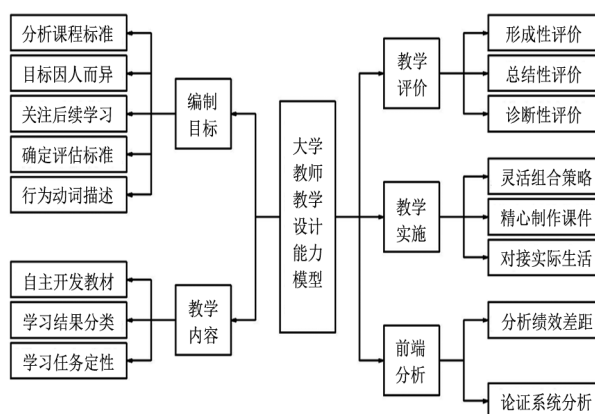 分析课程标准
目标因人而异
关注后续学习
确定评估标准
行为动词描述
编制
目标
自主开发教材
学习结果分类
学习任务定性
教学
内容
大学
教师
教学
设计
能力
模型
教学
评价
形成性评价
总结性评价
诊断性评价
教学
实施
灵活组合策略
精心制作课件
对接实际生活
前端
分析
分析绩效差距
论证系统分析